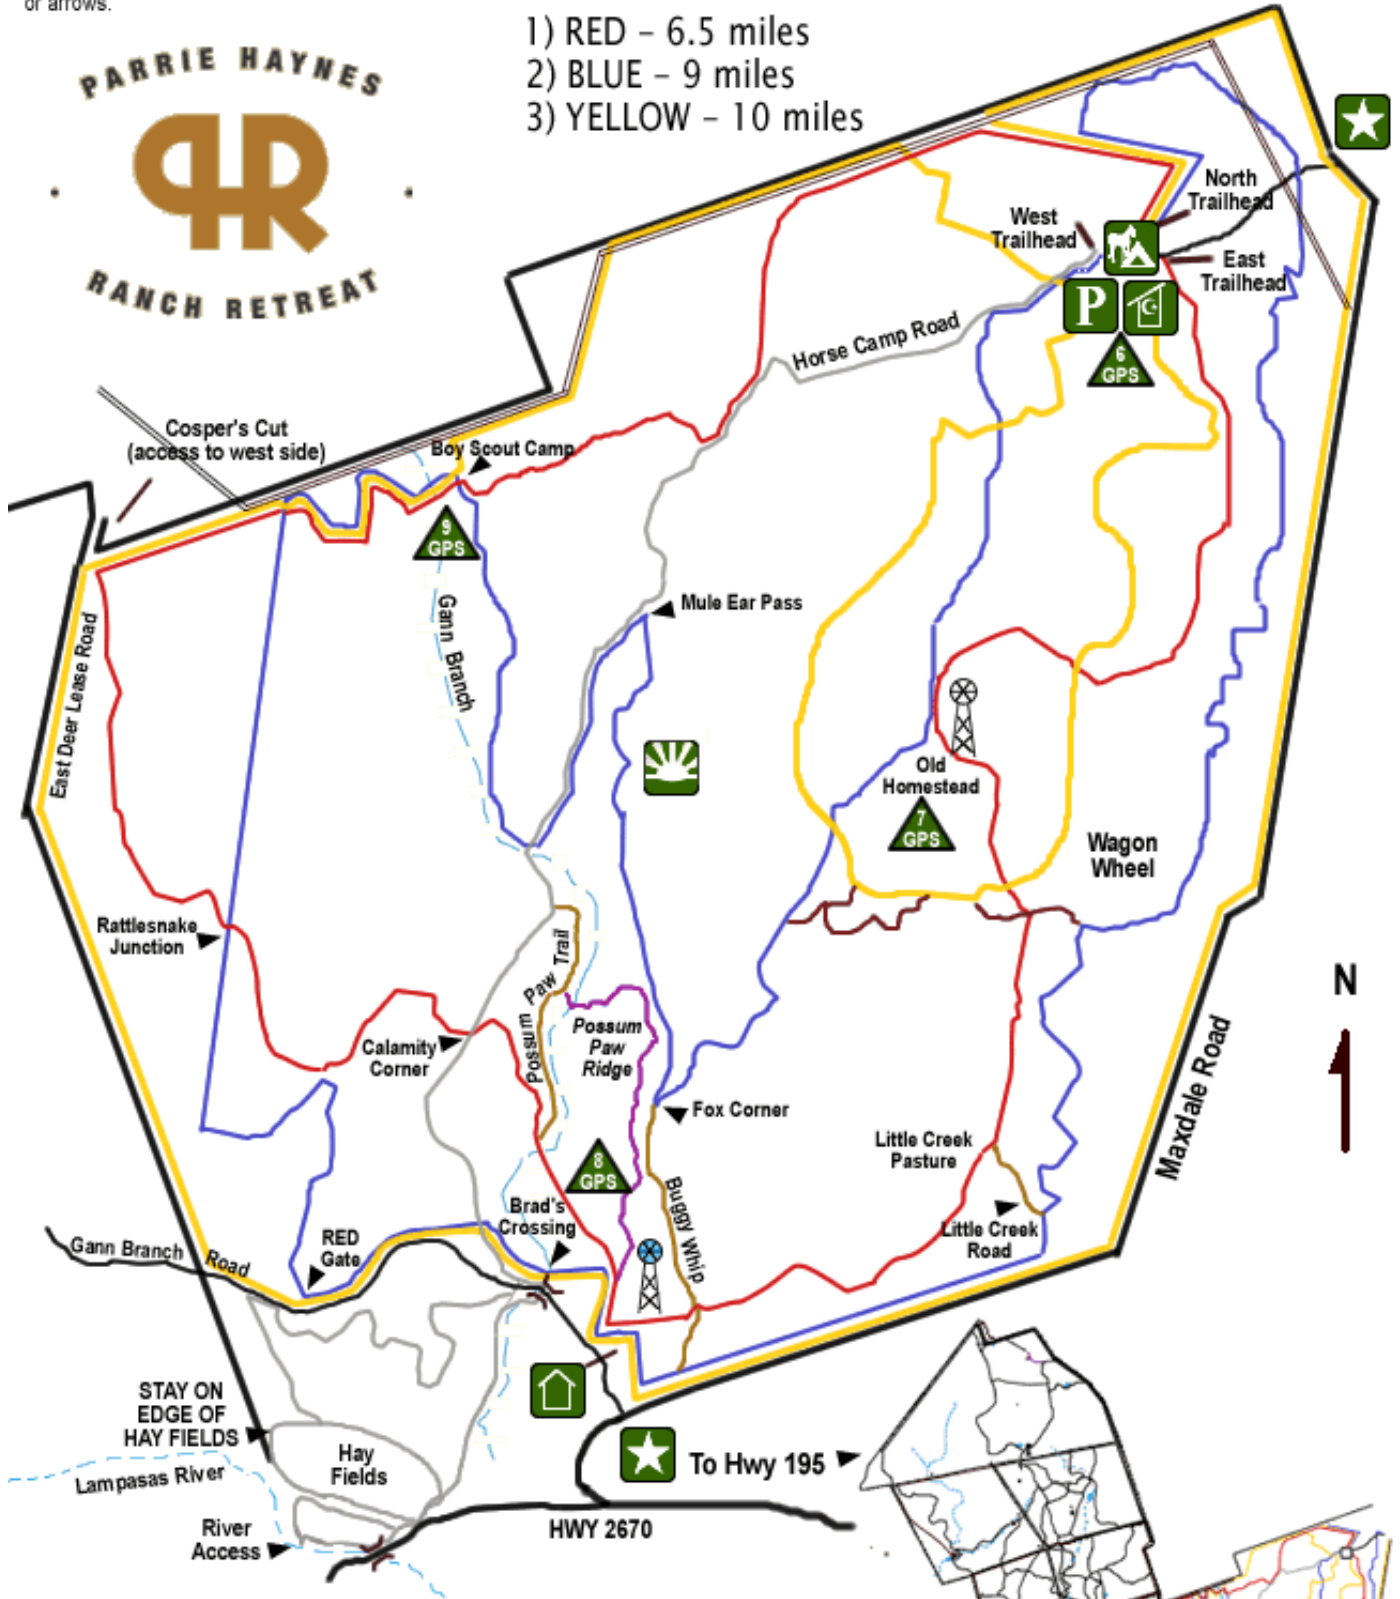 or arrows.
PARRIE HAYNES
RANCH RETREAT
1) RED – 6.5 miles
2) BLUE – 9 miles
3) YELLOW – 10 miles
North
Trailhead
West
Trailhead
East
Trailhead
P
6
GPS
Horse Camp Road
Cosper's Cut
(access to west side)
Boy Scout Camp
9
GPS
Gann Branch
Mule Ear Pass
East Deer Lease Road
Old
Homestead
7
GPS
Wagon
Wheel
Rattlesnake
Junction
Possum Paw Trail
Possum
Paw
Ridge
Calamity
Corner
Fox Corner
N
Maxdale Road
Little Creek
Pasture
8
GPS
Buggy Whip
Brad's
Crossing
Little Creek
Road
RED
Gate
Gann Branch Road
STAY ON
EDGE OF
HAY FIELDS
Hay
Fields
Lampasas River
To Hwy 195
River
Access
HWY 2670